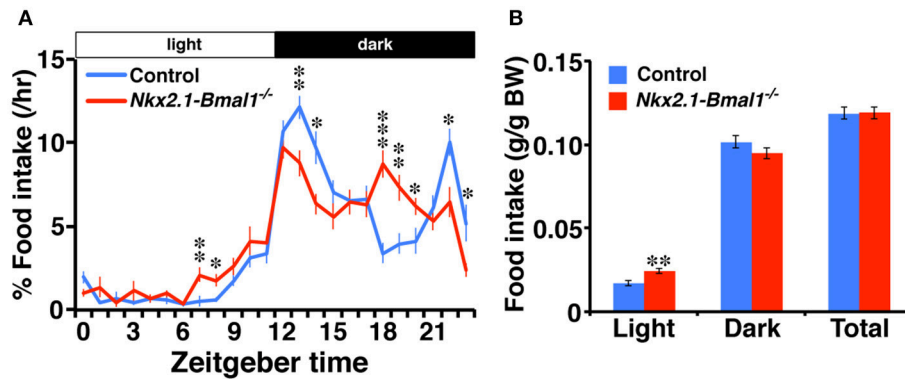 A
light dark
15
10
5
0
% Food intake (/hr)
Control
Nkx2.1-Bmal1-/-
** * ** * *** ** * * *
0 3 6 9 12 15 18 21
Zeitgeber time
B
0.15
0.10
0.05
0
Food intake (g/g BW)
Control
Nkx2.1-Bmal1-/-
**
Light Dark Total